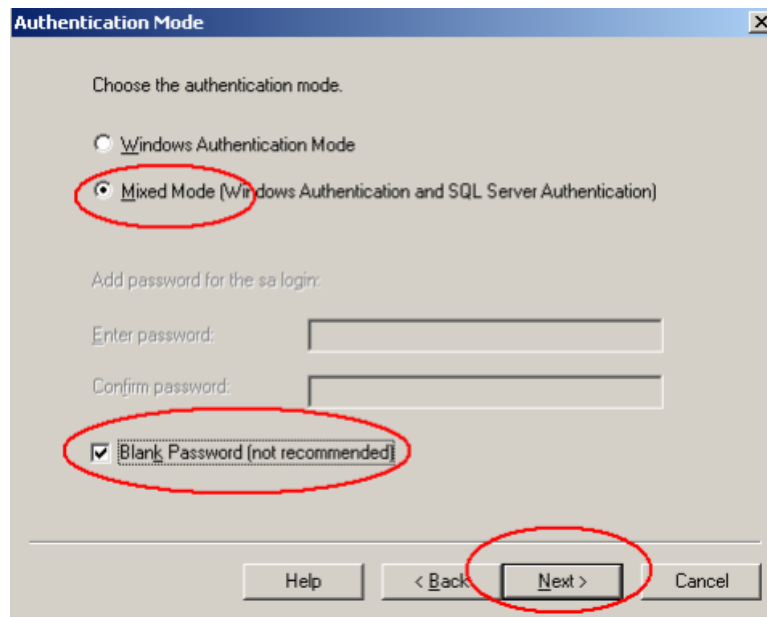 Authentication Mode
Choose the authentication mode.
Windows Authentication Mode
Mixed Mode (Windows Authentication and SQL Server Authentication)
Add password for the sa login:
Enter password:
Confirm password:
Blank Password (not recommended)
Help
< Back
Next >
Cancel